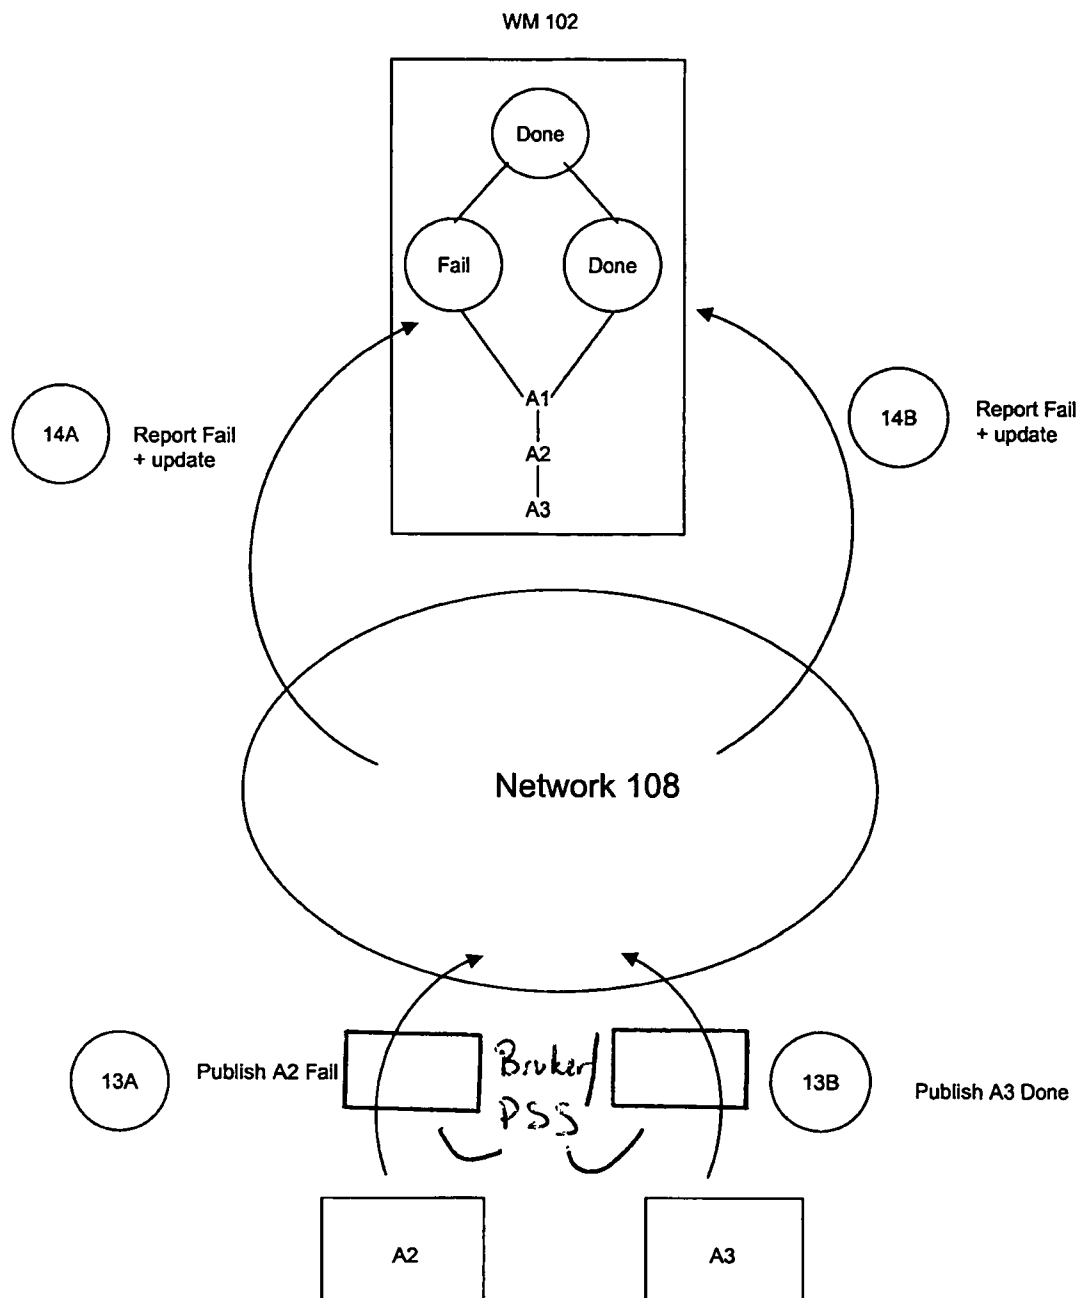 WM 102
Done
Fail
Done
A1
A2
A3
14A
Report Fail
+ update
14B
Report Fail
+ update
Network 108
13A
Publish A2 Fail
Broker/
PSS
13B
Publish A3 Done
A2
A3